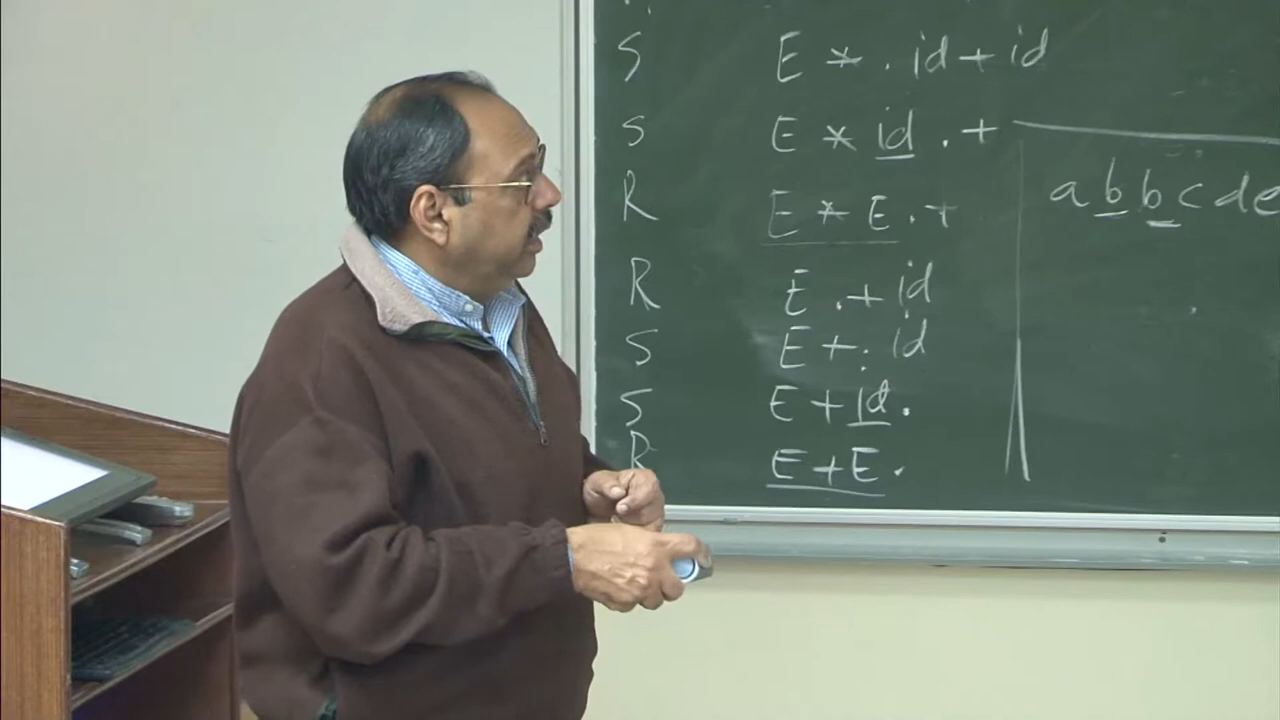 S E * . id + id
S E * id . +
R E * E . +
R E . + id
S E + . id
S E + id .
R E + E .
a b b c d e